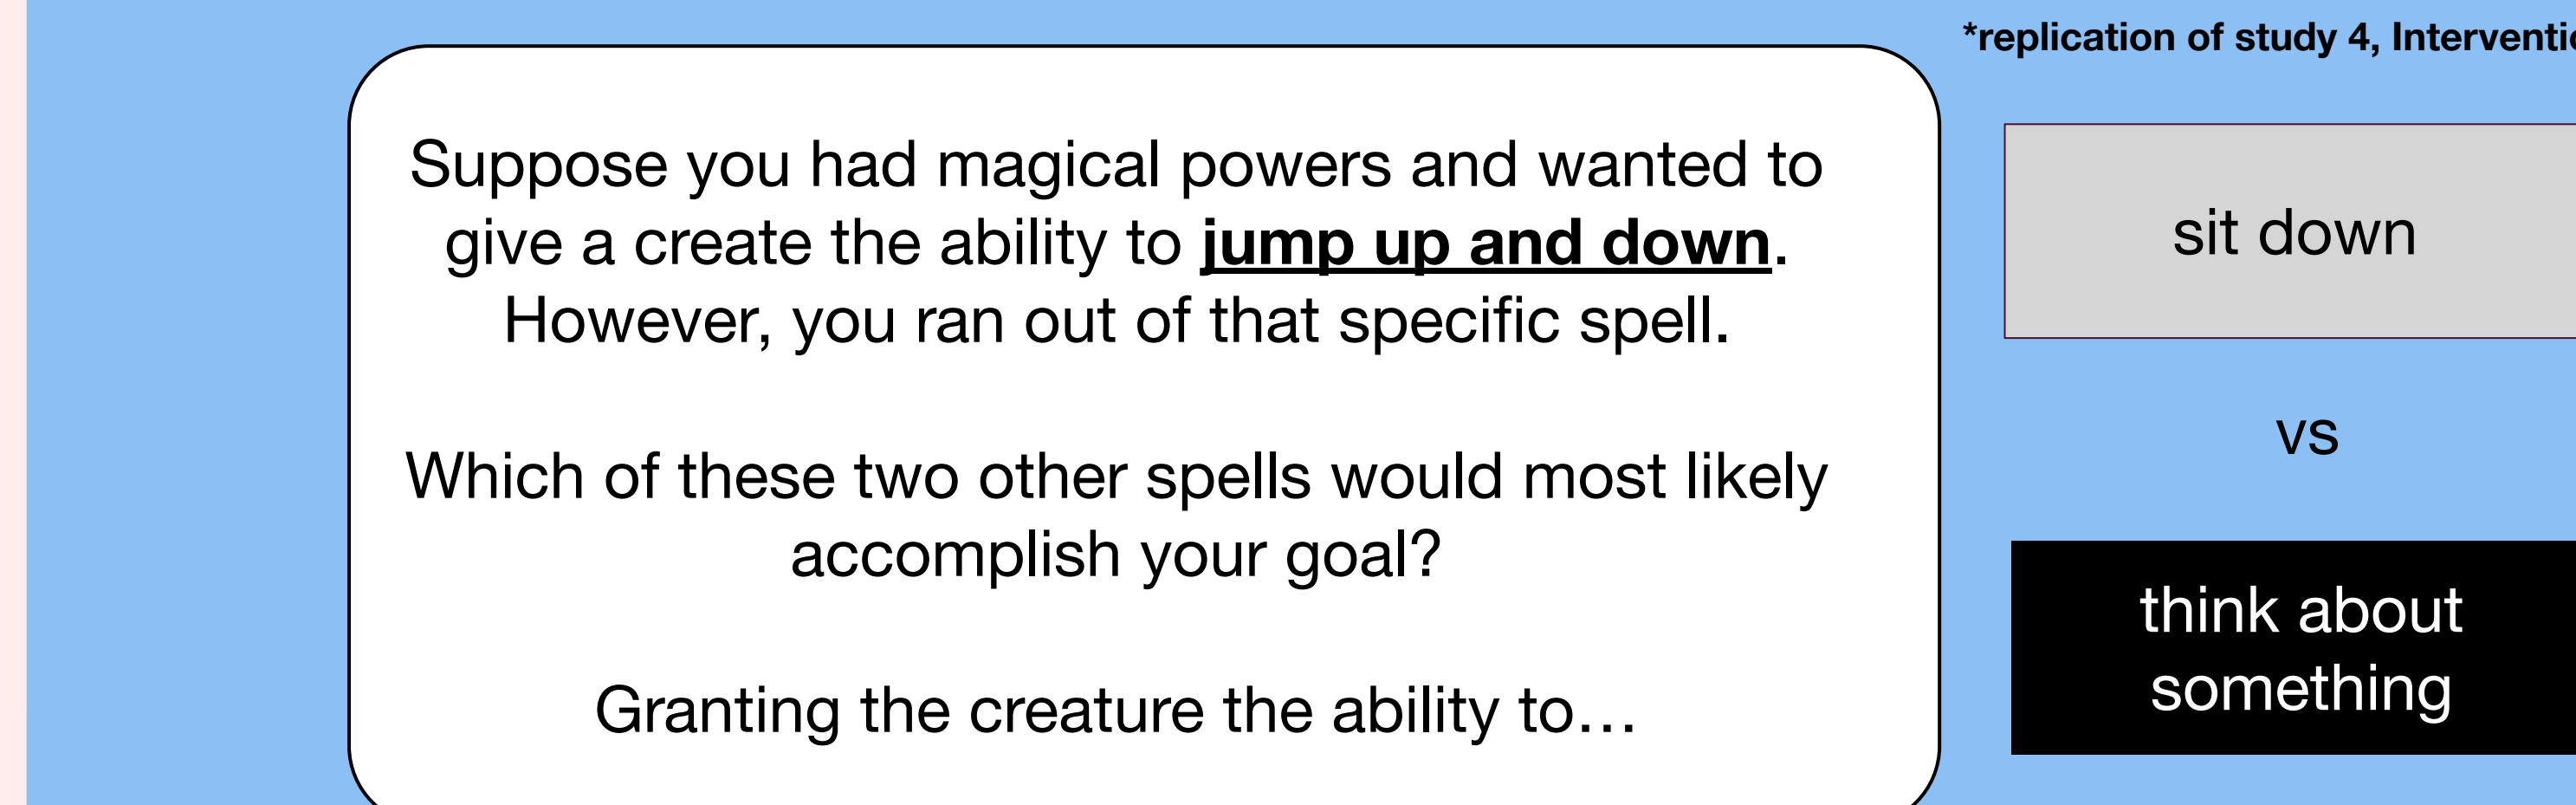 *replication of study 4, 
Suppose you had magical powers and wanted to
give a create the ability to jump up and down.
However, you ran out of that specific spell.
Which of these two other spells would most likely
accomplish your goal?
Granting the creature the ability to…
sit down
vs
think about
something